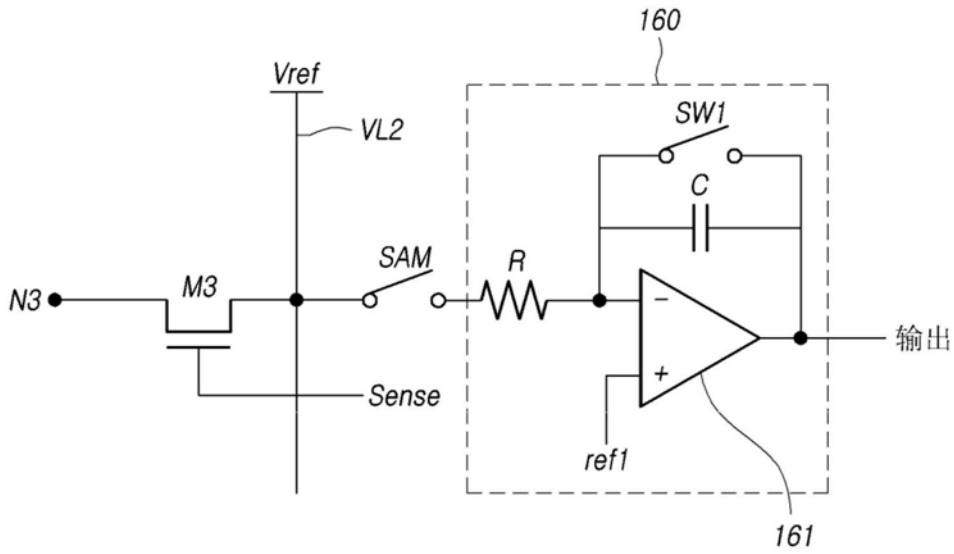 160
Vref
SW1
VL2
C
SAM
R
M3
N3
−
输出
+
Sense
ref1
161